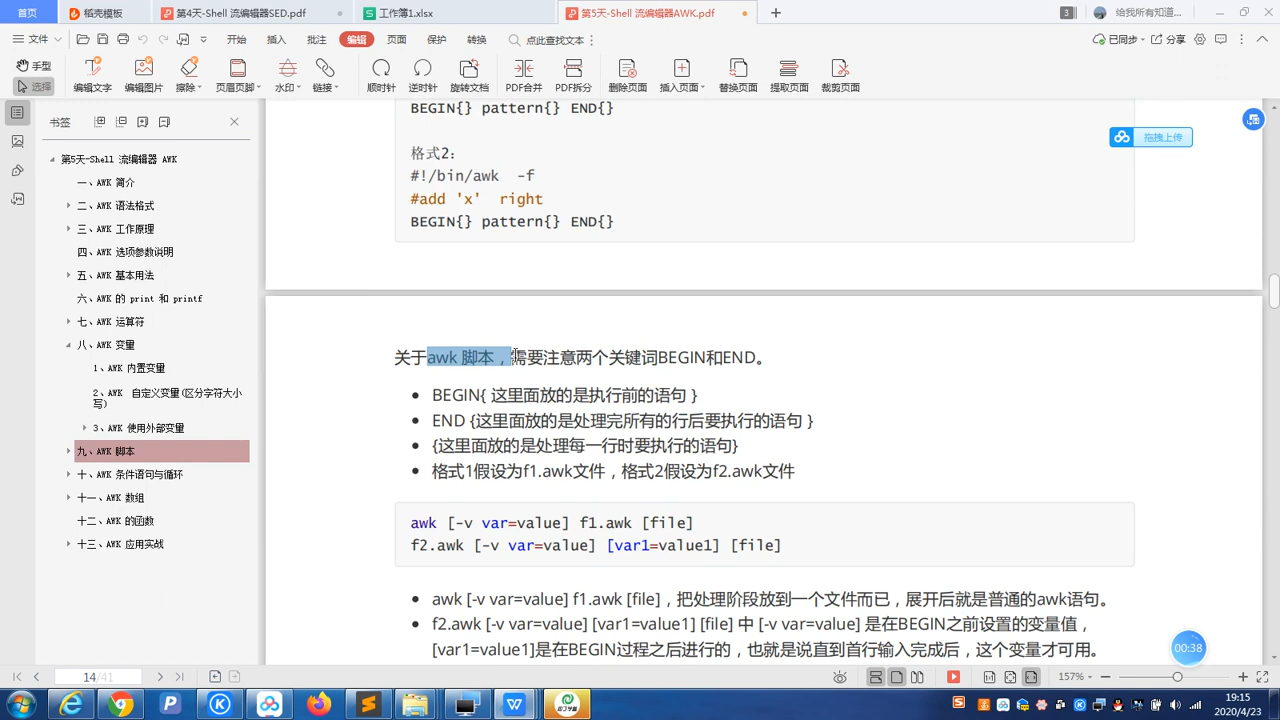 首页
稻壳模板
第4天-Shell 流编辑器SED.pdf
工作簿1.xlsx
第5天-Shell 流编辑器AWK.pdf
3
给我所有知道...
文件
开始
插入
批注
编辑
页面
保护
转换
点此查找文本
已同步
分享
手型
选择
编辑文字
编辑图片
擦除
页眉页脚
水印
链接
顺时针
逆时针
旋转文档
PDF合并
PDF拆分
删除页面
插入页面
替换页面
提取页面
裁剪页面
书签
第5天-Shell 流编辑器 AWK
一、AWK 简介
二、AWK 语法格式
三、AWK 工作原理
四、AWK 选项参数说明
五、AWK 基本用法
六、AWK 的 print 和 printf
七、AWK 运算符
八、AWK 变量
1、AWK 内置变量
2、AWK 自定义变量(区分字符大小
写)
3、AWK 使用外部变量
九、AWK 脚本
十、AWK 条件语句与循环
十一、AWK 数组
十二、AWK 的函数
十三、AWK 应用实战
BEGIN{} pattern{} END{}
格式2:
#!/bin/awk -f
#add 'x' right
BEGIN{} pattern{} END{}
拖拽上传
关于awk 脚本，需要注意两个关键词BEGIN和END。
BEGIN{ 这里面放的是执行前的语句 }
END {这里面放的是处理完所有的行后要执行的语句 }
{这里面放的是处理每一行时要执行的语句}
格式1假设为f1.awk文件，格式2假设为f2.awk文件
awk [-v var=value] f1.awk [file]
f2.awk [-v var=value] [var1=value1] [file]
awk [-v var=value] f1.awk [file]，把处理阶段放到一个文件而已，展开后就是普通的awk语句。
f2.awk [-v var=value] [var1=value1] [file] 中 [-v var=value] 是在BEGIN之前设置的变量值，
[var1=value1]是在BEGIN过程之后进行的，也就是说直到首行输入完成后，这个变量才可用。
00:38
14/41
157%
19:15
2020/4/23